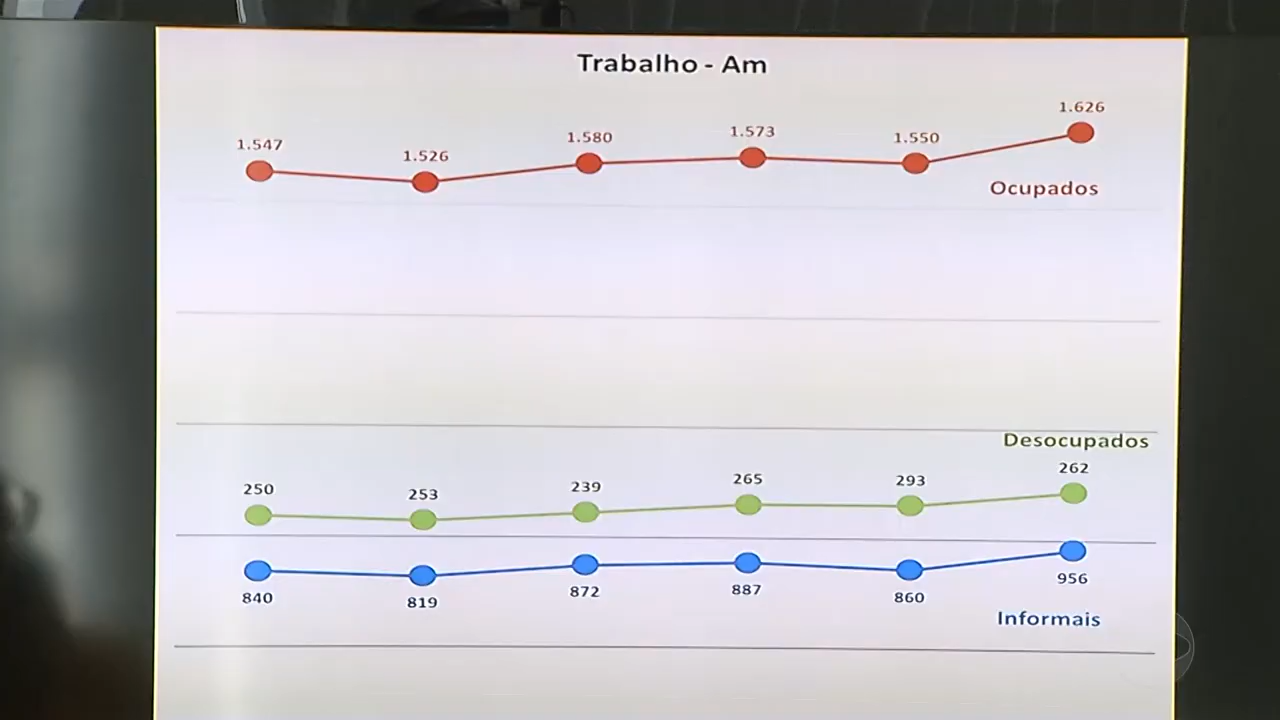 Trabalho - Am
1.547 1.526 1.580 1.573 1.550 1.626
Ocupados
Desocupados
250 253 239 265 293 262
840 819 872 887 860 956
Informais